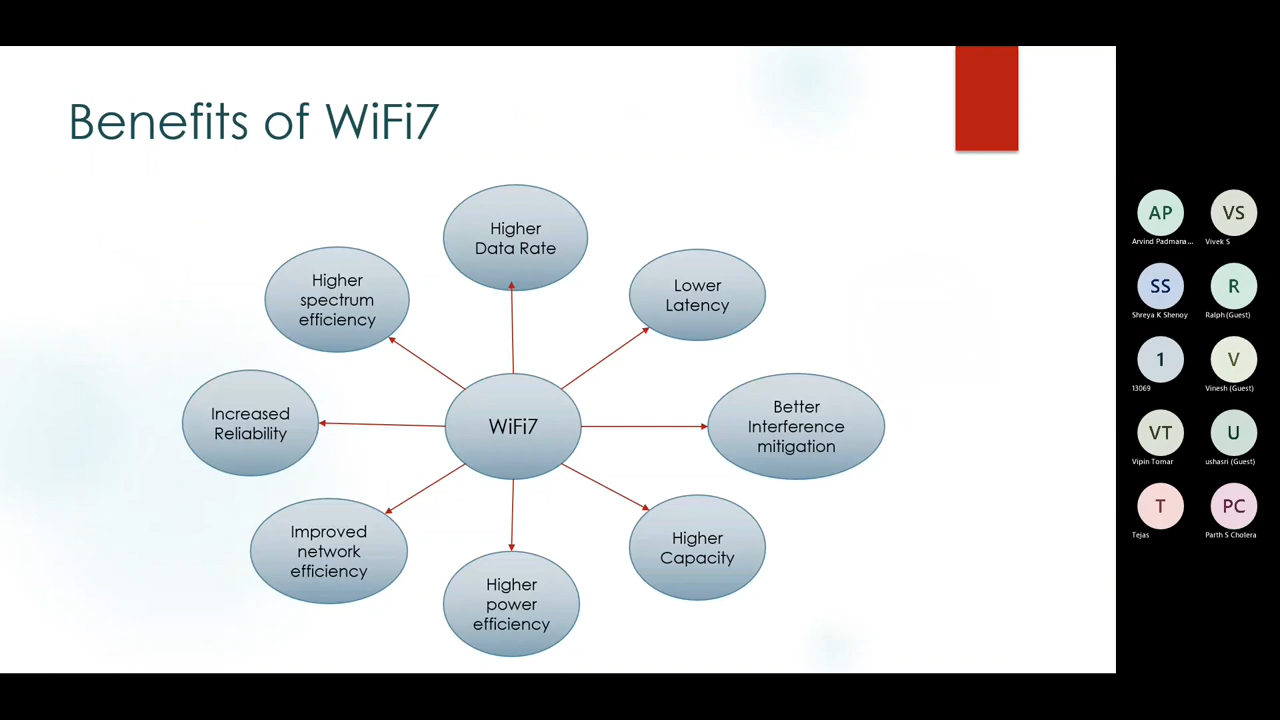 Benefits of WiFi7
Higher
Data Rate
Lower
Latency
Better
Interference
mitigation
Higher
Capacity
Higher
power
efficiency
Improved
network
efficiency
Increased
Reliability
Higher
spectrum
efficiency
WiFi7
AP
Arvind Padmana...
VS
Vivek S
SS
Shreya K Shenoy
R
Ralph (Guest)
1
13069
V
Vinesh (Guest)
VT
Vipin Tomar
U
ushasri (Guest)
T
Tejas
PC
Parth S Cholera